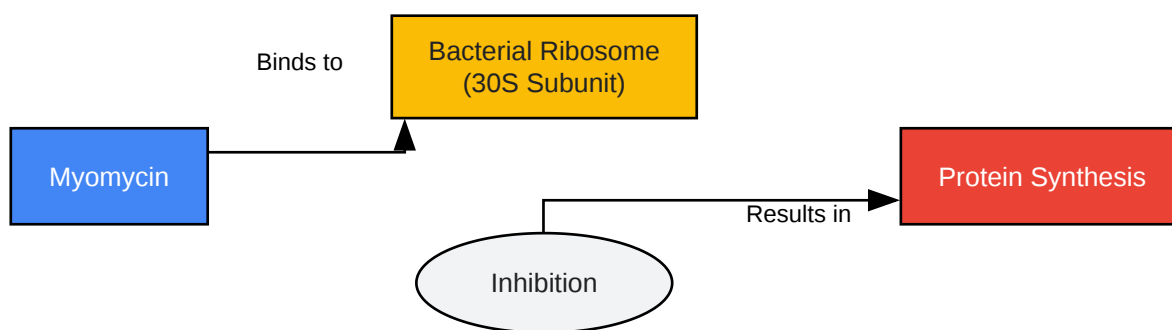 Binds to
Bacterial Ribosome
(30S Subunit)
Myomycin
Protein Synthesis
Results in
Inhibition